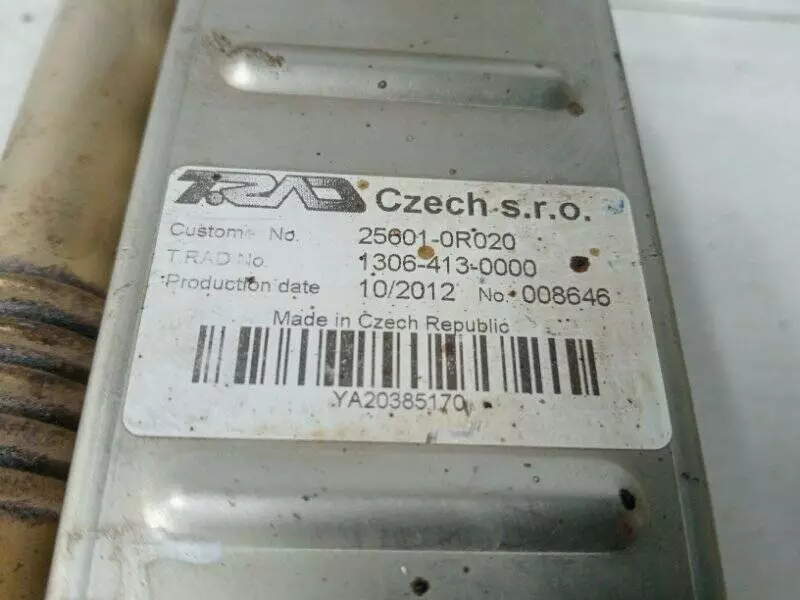 T.RAD Czech s.r.o.
Custom No. 25601-0R020
T.RAD No. 1306-413-0000
Production date 10/2012 No. 008646
Made in Czech Republic
YA20385170